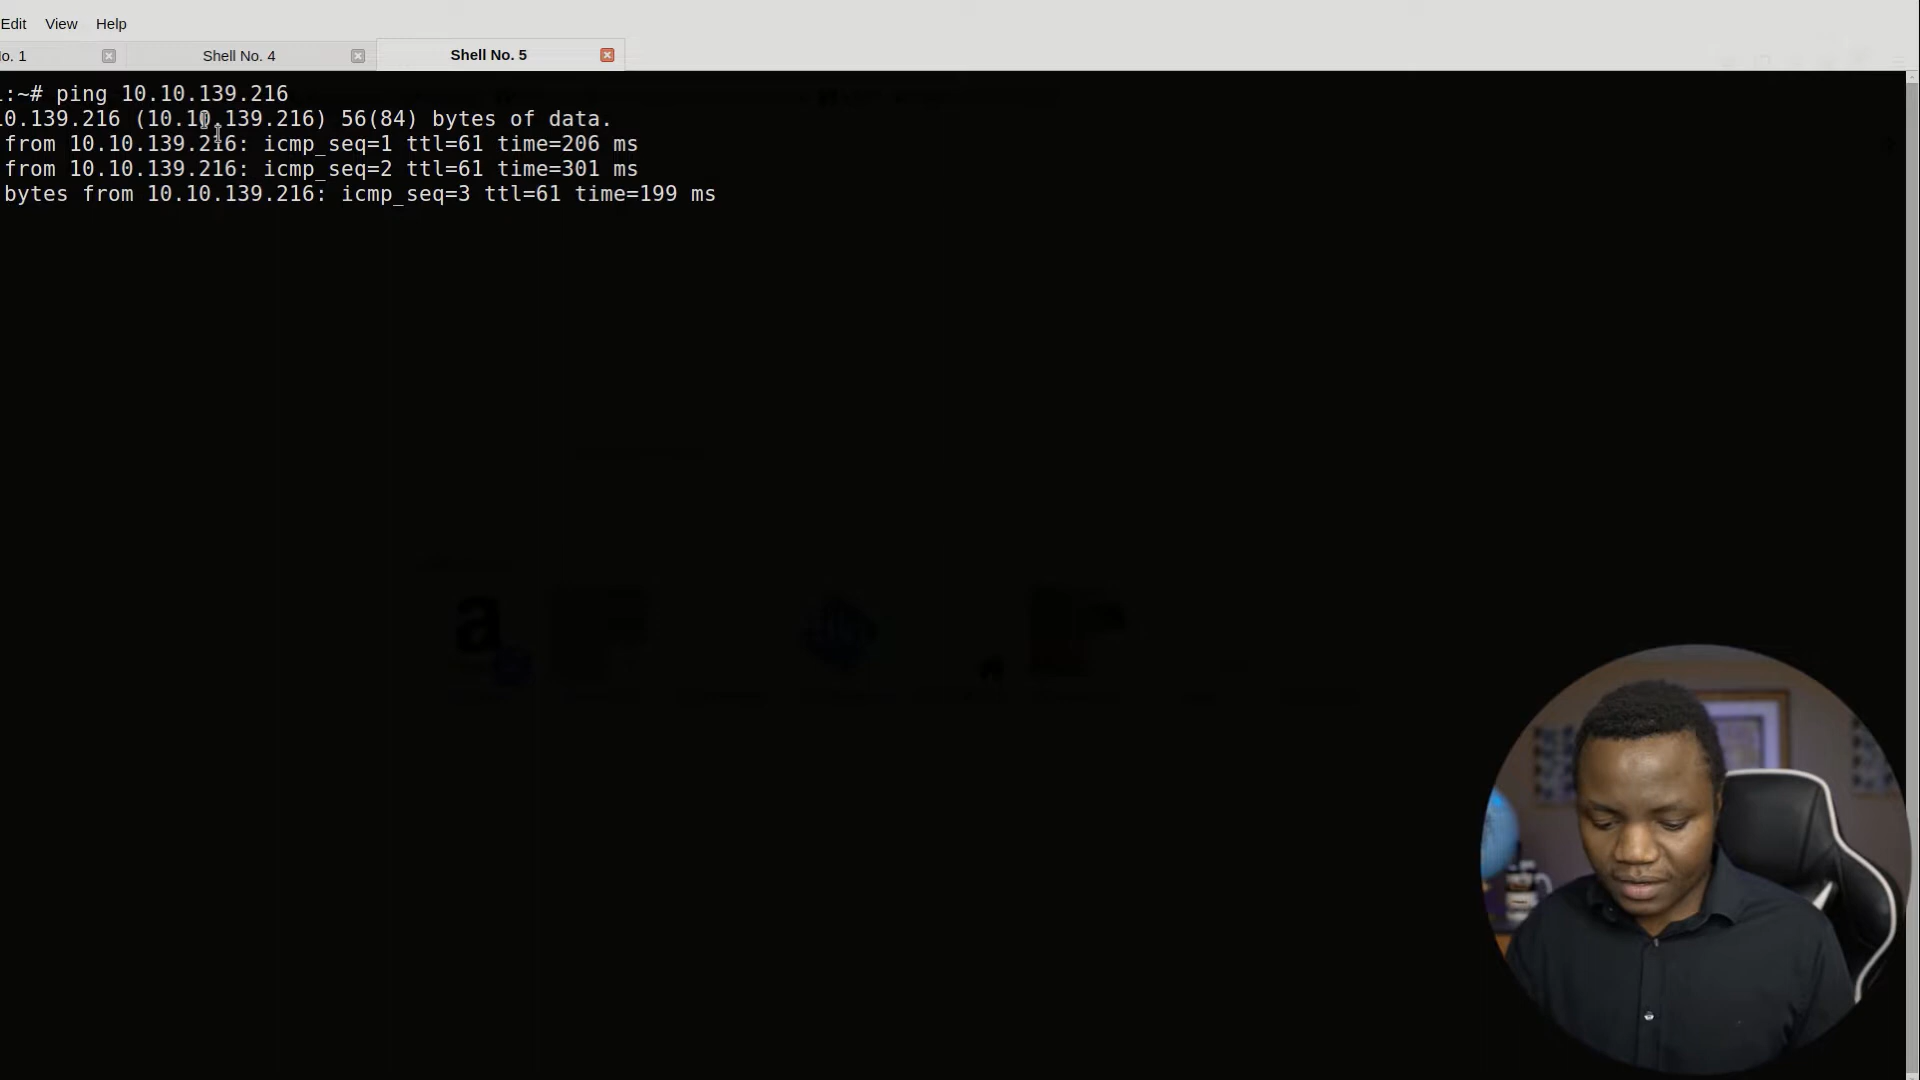 Edit View Help
o. 1 Shell No. 4 Shell No. 5
:~# ping 10.10.139.216
0.139.216 (10.10.139.216) 56(84) bytes of data.
from 10.10.139.216: icmp_seq=1 ttl=61 time=206 ms
from 10.10.139.216: icmp_seq=2 ttl=61 time=301 ms
bytes from 10.10.139.216: icmp_seq=3 ttl=61 time=199 ms